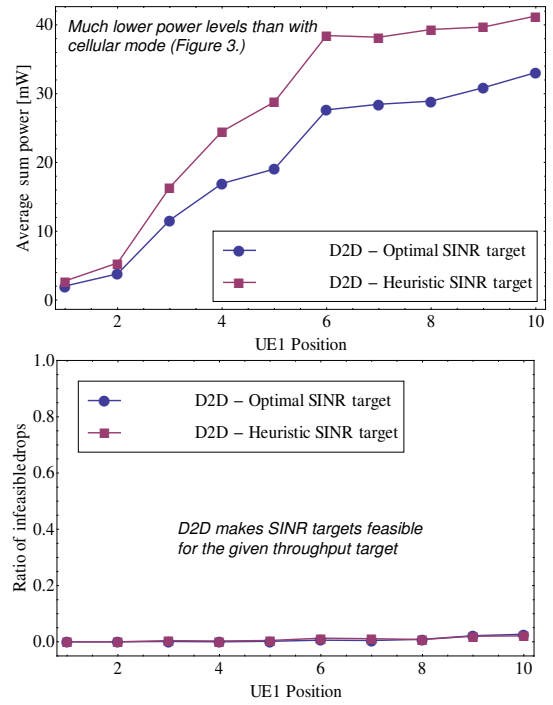 Much lower power levels than with
cellular mode (Figure 3.)
Average sum power [mW]
40
30
20
10
0
D2D – Optimal SINR target
D2D – Heuristic SINR target
2 4 6 8 10
UE1 Position
Ratio of infeasibledrops
1.0
0.8
0.6
0.4
0.2
0.0
D2D – Optimal SINR target
D2D – Heuristic SINR target
D2D makes SINR targets feasible
for the given throughput target
2 4 6 8 10
UE1 Position